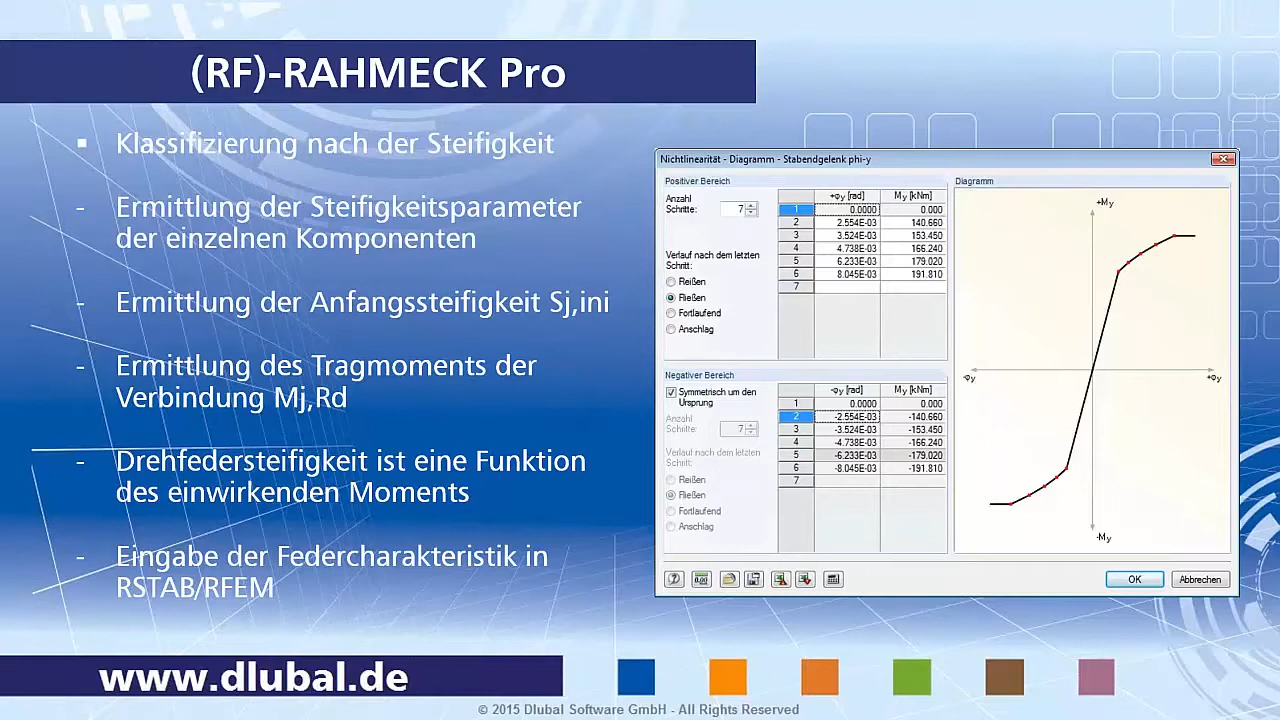 (RF)-RAHMECK Pro
▪ Klassifizierung nach der Steifigkeit
- Ermittlung der Steifigkeitsparameter
der einzelnen Komponenten
- Ermittlung der Anfangssteifigkeit Sj,ini
- Ermittlung des Tragmoments der
Verbindung Mj,Rd
- Drehfedersteifigkeit ist eine Funktion
des einwirkenden Moments
- Eingabe der Federcharakteristik in
RSTAB/RFEM
Nichtlinearität - Diagramm - Stabendgelenk phi-y
Positiver Bereich
Anzahl
Schritte: 7
Verlauf nach dem letzten
Schritt:
Reißen
Fließen
Fortlaufend
Anschlag
+φy [rad] My [kNm]
1 0.0000 0.000
2 2.554E-03 140.660
3 3.524E-03 153.450
4 4.738E-03 166.240
5 6.233E-03 179.020
6 8.045E-03 191.810
7
Negativer Bereich
Symmetrisch um den
Ursprung
Anzahl
Schritte: 7
Verlauf nach dem letzten
Schritt:
Reißen
Fließen
Fortlaufend
Anschlag
-φy [rad] My [kNm]
1 0.0000 0.000
2 -2.554E-03 -140.660
3 -3.524E-03 -153.450
4 -4.738E-03 -166.240
5 -6.233E-03 -179.020
6 -8.045E-03 -191.810
7
Diagramm
+My
-φy +φy
-My
0,00
OK Abbrechen
www.dlubal.de
© 2015 Dlubal Software GmbH - All Rights Reserved